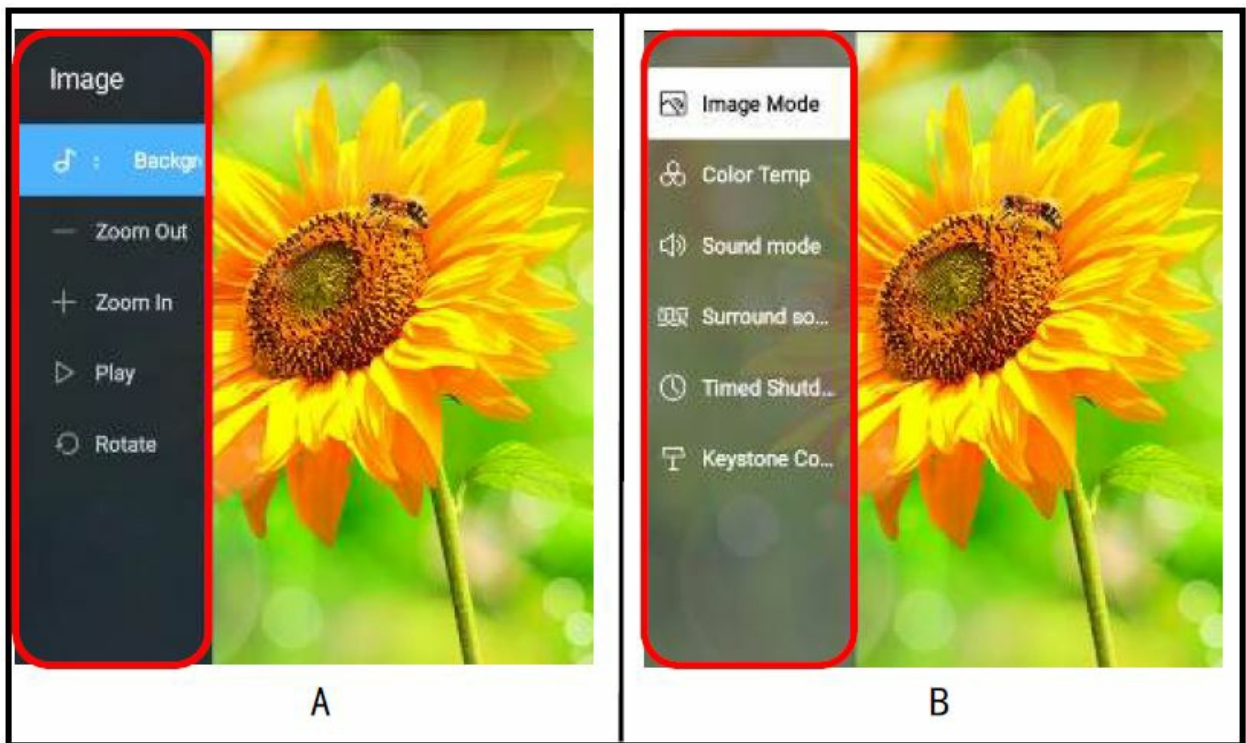 Image
: Backgr
Zoom Out
Zoom In
Play
Rotate
A
Image Mode
Color Temp
Sound mode
Surround so...
Timed Shutd...
Keystone Co...
B